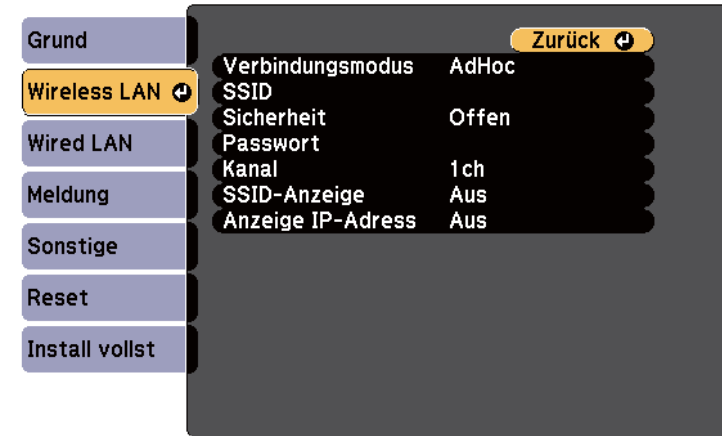 Grund
Wireless LAN
Wired LAN
Meldung
Sonstige
Reset
Install vollst
Zurück
Verbindungsmodus AdHoc
SSID
Sicherheit Offen
Passwort
Kanal 1ch
SSID-Anzeige Aus
Anzeige IP-Adress Aus